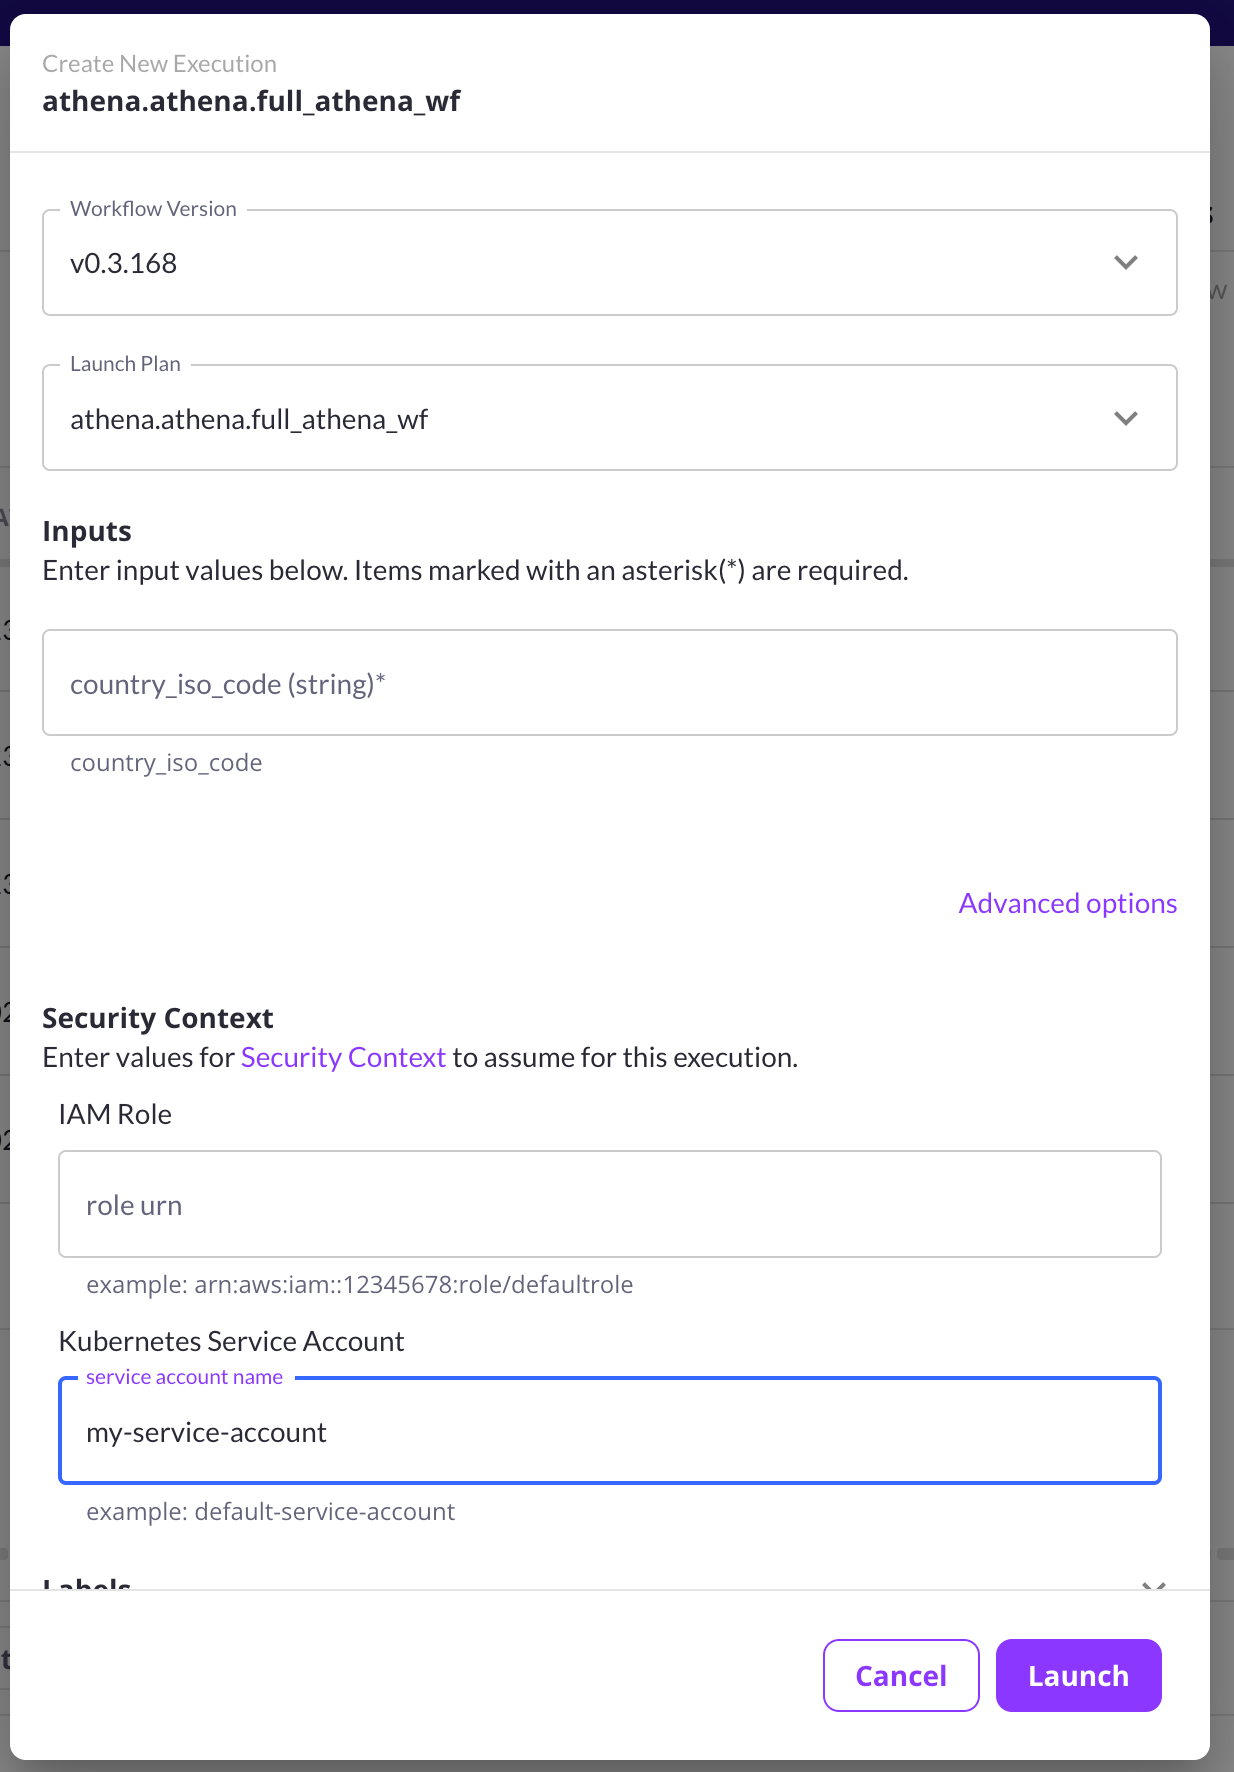 Create New Execution
athena.athena.full_athena_wf
Workflow Version
v0.3.168
Launch Plan
athena.athena.full_athena_wf
Inputs
Enter input values below. Items marked with an asterisk(*) are required.
country_iso_code (string)*
country_iso_code
Advanced options
Security Context
Enter values for Security Context to assume for this execution.
IAM Role
role urn
example: arn:aws:iam::12345678:role/defaultrole
Kubernetes Service Account
service account name
my-service-account
example: default-service-account
Labels
Cancel
Launch